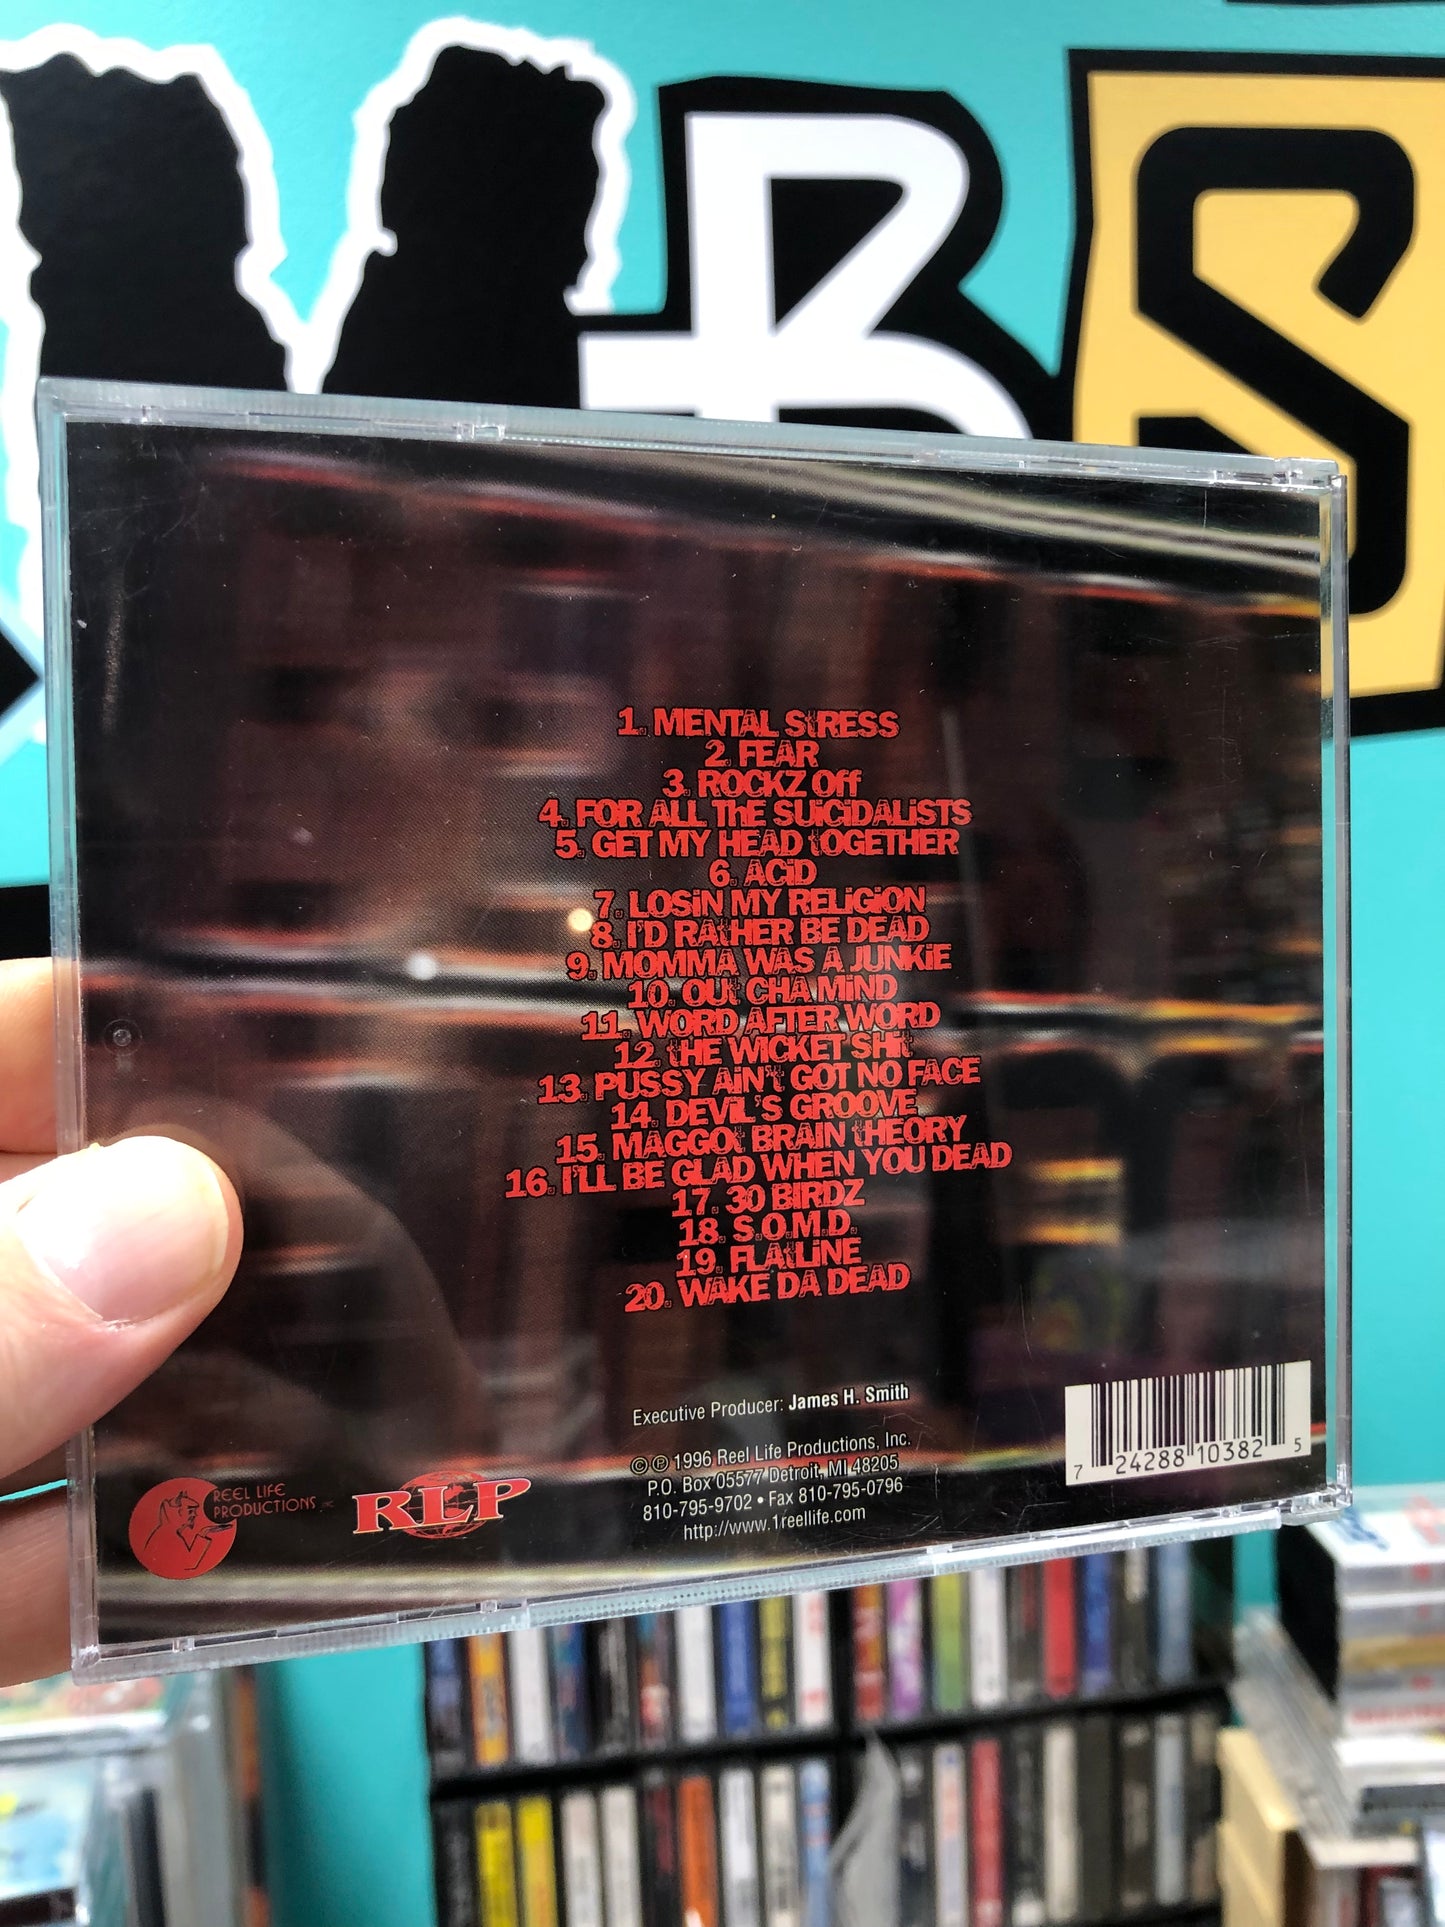 BS
1. MENTAL StRESS
2. FEAR
3. ROCKZ Off
4. FOR ALL ThE SUiCiDALiSTS
5. GET MY HEAD tOGETHER
6. ACiD
7. LOSiN MY RELiGiON
8. I'D RAtHER BE DEAD
9. MOMMA WAS A JUNKiE
10. OUt CHA MiND
11. WORD AFTER WORD
12. tHE WICKET SHit
13. PUSSY AiN't GOT NO FACE
14. DEViL'S GROOVE
15. MAGGOt BRAIN tHEORY
16. I'LL BE GLAD WHEN YOU DEAD
17. 30 BIRDZ
18. S.O.M.D.
19. FLAtLiNE
20. WAKE DA DEAD
Executive Producer: James H. Smith
© ℗ 1996 Reel Life Productions, Inc.
P.O. Box 05577 Detroit, MI 48205
810-795-9702 • Fax 810-795-0796
http://www.1reellife.com
REEL LIFE
PRODUCTIONS INC
RLP
7 24288 10382 5